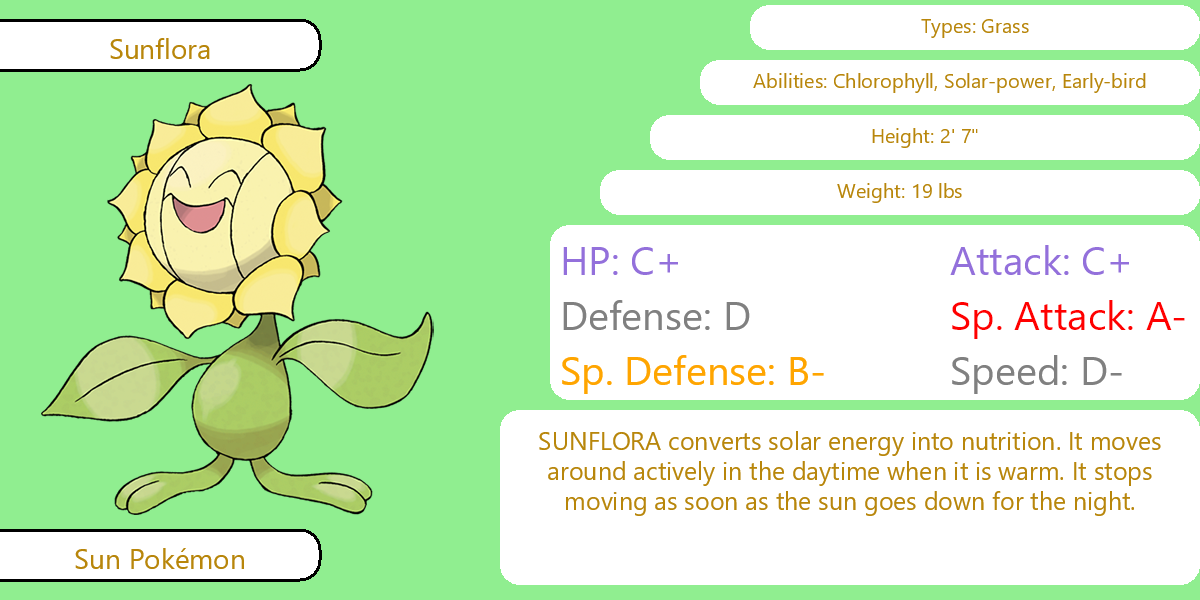 Sunflora
Types: Grass
Abilities: Chlorophyll, Solar-power, Early-bird
Height: 2' 7"
Weight: 19 lbs
HP: C+
Attack: C+
Defense: D
Sp. Attack: A-
Sp. Defense: B-
Speed: D-
SUNFLORA converts solar energy into nutrition. It moves
around actively in the daytime when it is warm. It stops
moving as soon as the sun goes down for the night.
Sun Pokémon